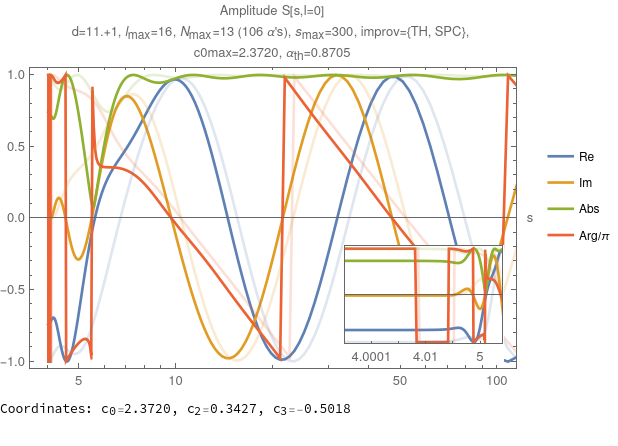 Amplitude S[s,l=0]
d=11.+1, lmax=16, Nmax=13 (106 α's), smax=300, improv={TH, SPC},
c0max=2.3720, αth=0.8705
1.0
0.5
0.0
−0.5
−1.0
5
10
50
100
s
4.0001
4.01
5
Re
Im
Abs
Arg/π
Coordinates: c0=2.3720, c2=0.3427, c3=−0.5018